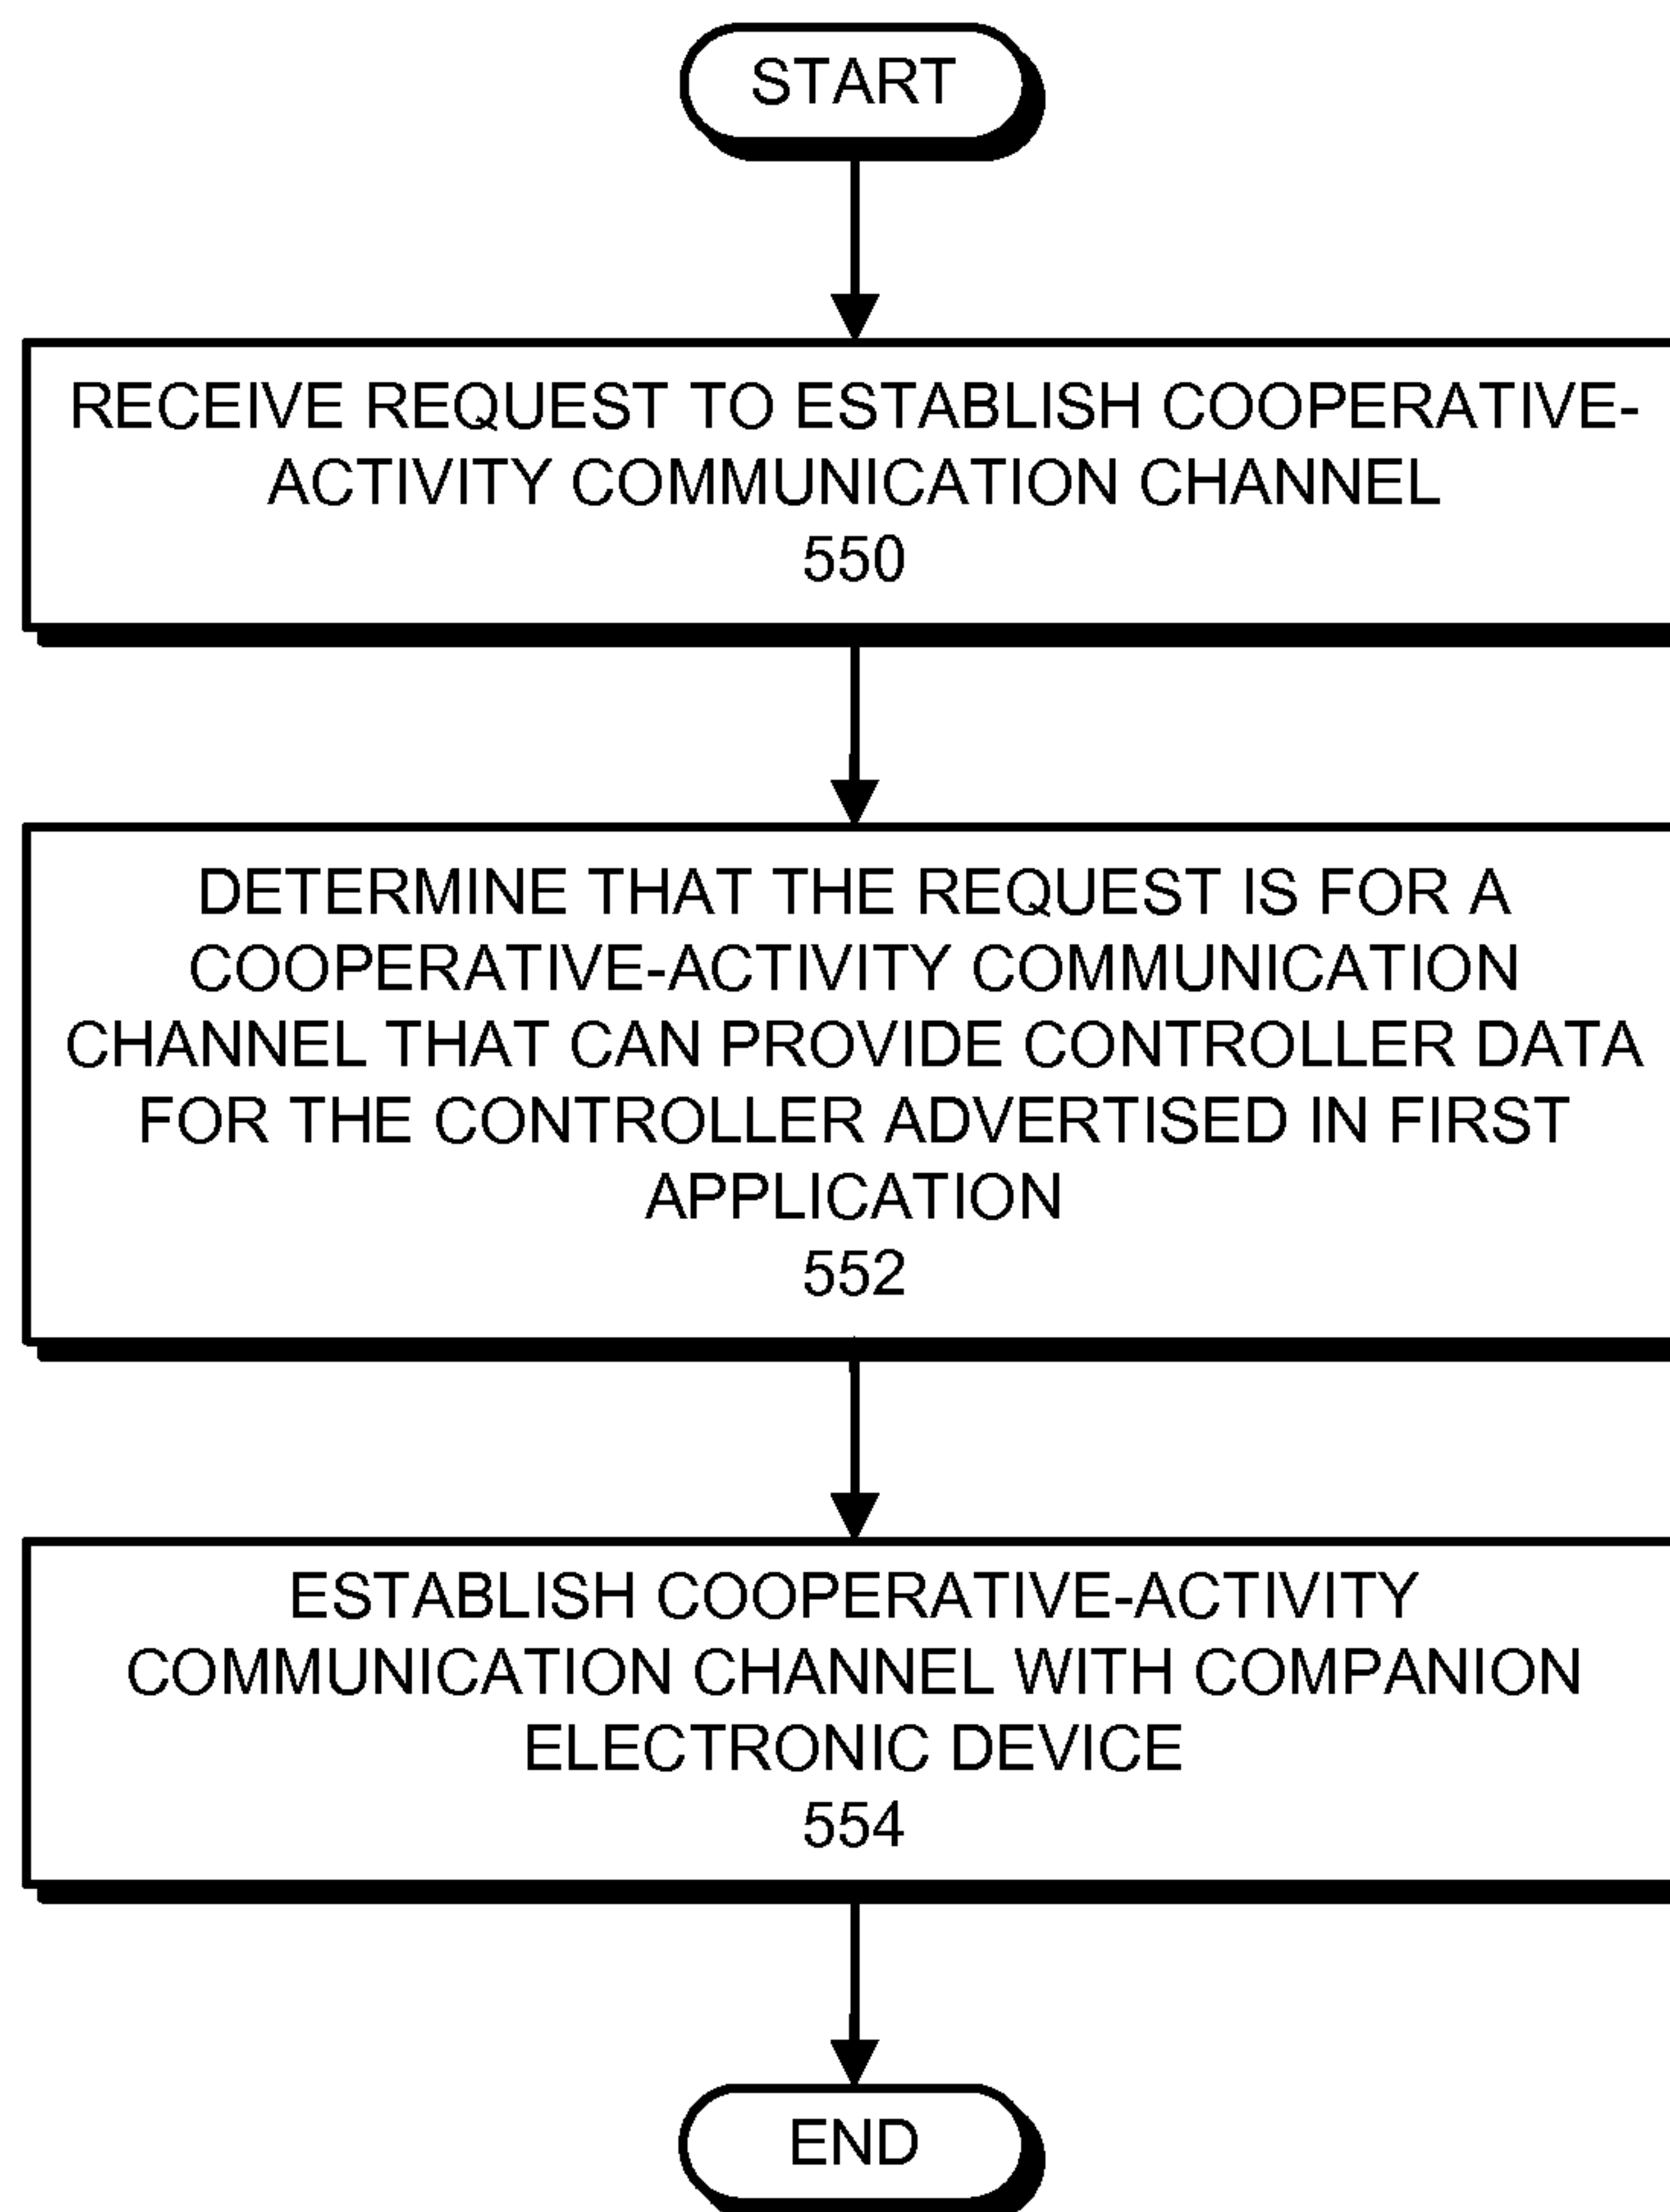 START
RECEIVE REQUEST TO ESTABLISH COOPERATIVE-
ACTIVITY COMMUNICATION CHANNEL
550
DETERMINE THAT THE REQUEST IS FOR A
COOPERATIVE-ACTIVITY COMMUNICATION
CHANNEL THAT CAN PROVIDE CONTROLLER DATA
FOR THE CONTROLLER ADVERTISED IN FIRST
APPLICATION
552
ESTABLISH COOPERATIVE-ACTIVITY
COMMUNICATION CHANNEL WITH COMPANION
ELECTRONIC DEVICE
554
END